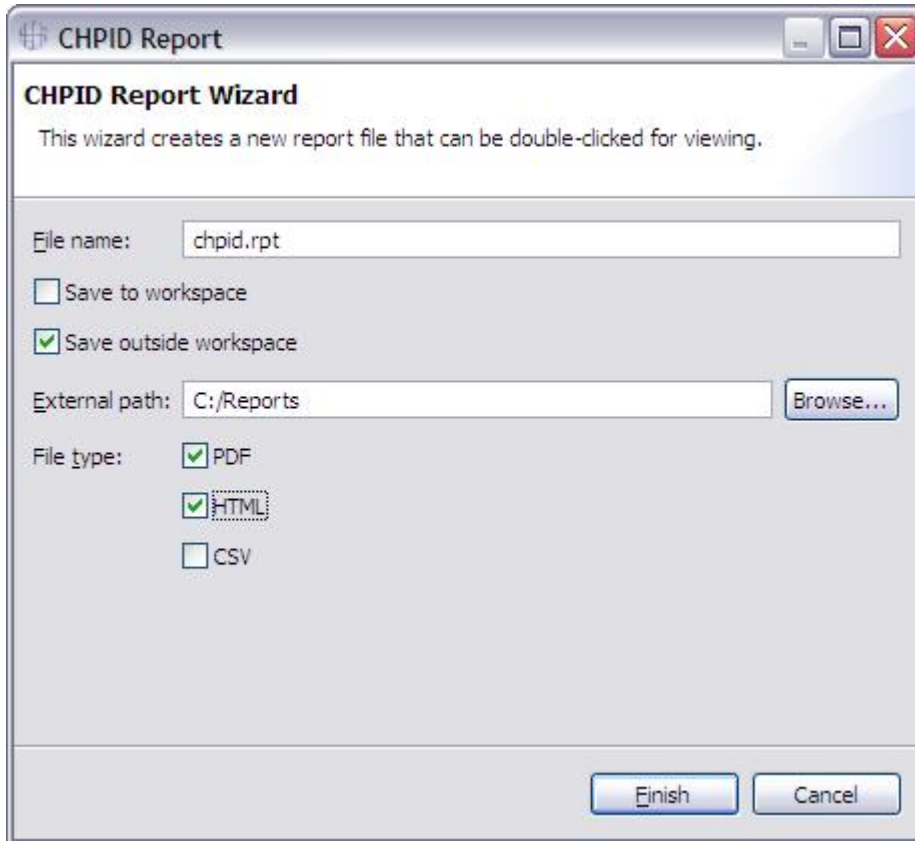 CHPID Report
CHPID Report Wizard
This wizard creates a new report file that can be double-clicked for viewing.
File name: chpid.rpt
Save to workspace
Save outside workspace
External path: C:/Reports Browse...
File type: PDF
HTML
CSV
Finish Cancel